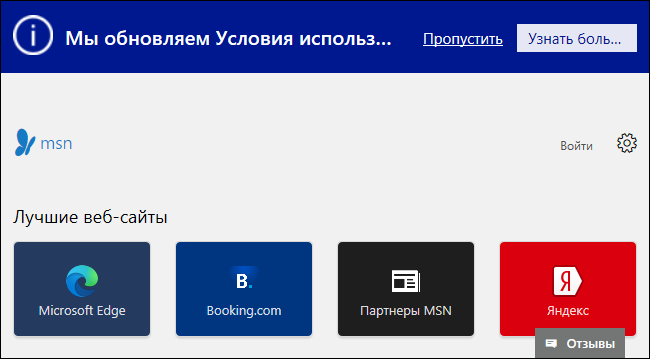 Мы обновляем Условия использ... Пропустить Узнать боль...
msn Войти
Лучшие веб-сайты
B.
Я
Microsoft Edge Booking.com Партнеры MSN Яндекс
Отзывы